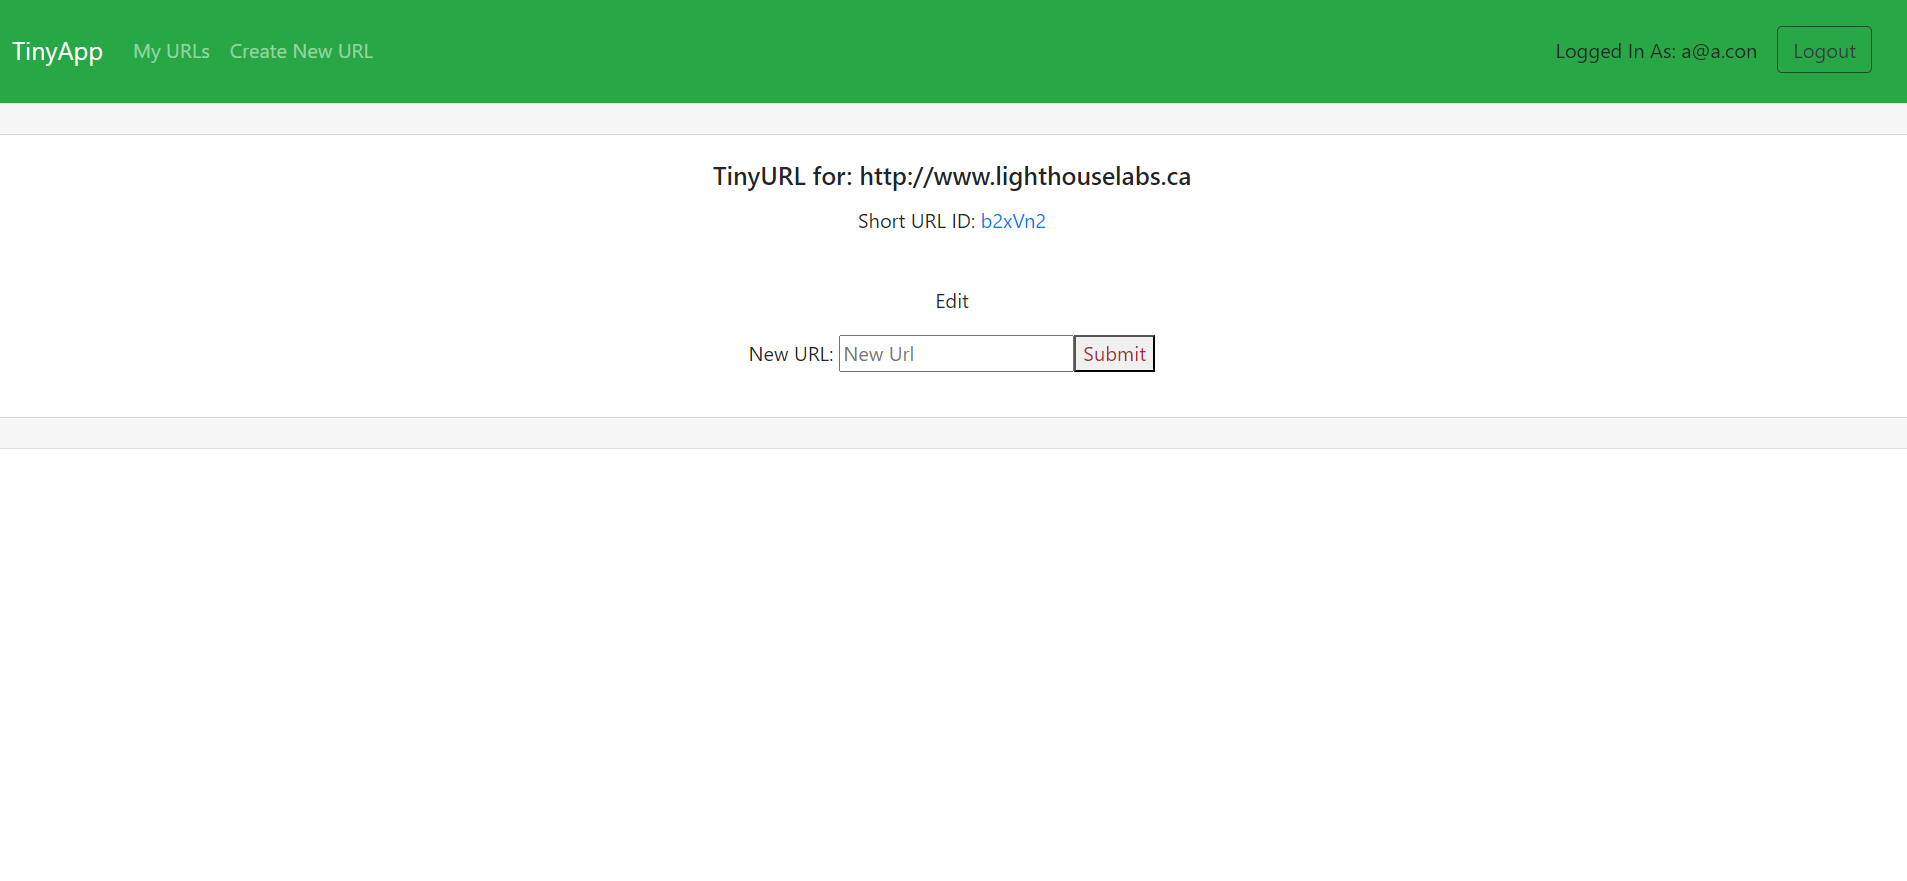 TinyApp My URLs Create New URL Logged In As: a@a.con Logout
TinyURL for: http://www.lighthouselabs.ca
Short URL ID: b2xVn2
Edit
New URL: New Url Submit